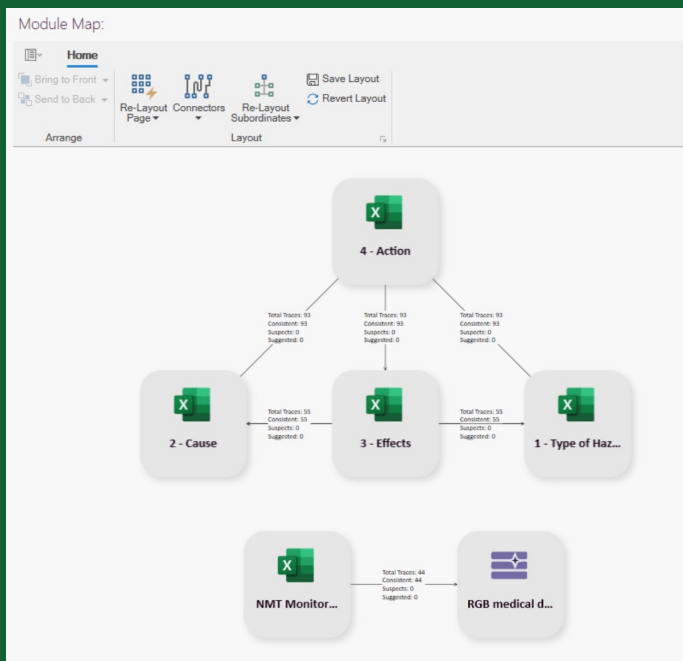 Module Map:
Home
Bring to Front
Send to Back
Arrange
Re-Layout
Page
Connectors
Re-Layout
Subordinates
Save Layout
Revert Layout
Layout
X
4 - Action
Total Traces: 93
Consistent: 93
Suspects: 0
Suggested: 0
Total Traces: 93
Consistent: 93
Suspects: 0
Suggested: 0
Total Traces: 93
Consistent: 93
Suspects: 0
Suggested: 0
X
2 - Cause
Total Traces: 55
Consistent: 55
Suspects: 0
Suggested: 0
X
3 - Effects
Total Traces: 55
Consistent: 55
Suspects: 0
Suggested: 0
X
1 - Type of Haz...
X
NMT Monitor...
Total Traces: 44
Consistent: 44
Suspects: 0
Suggested: 0
RGB medical d...